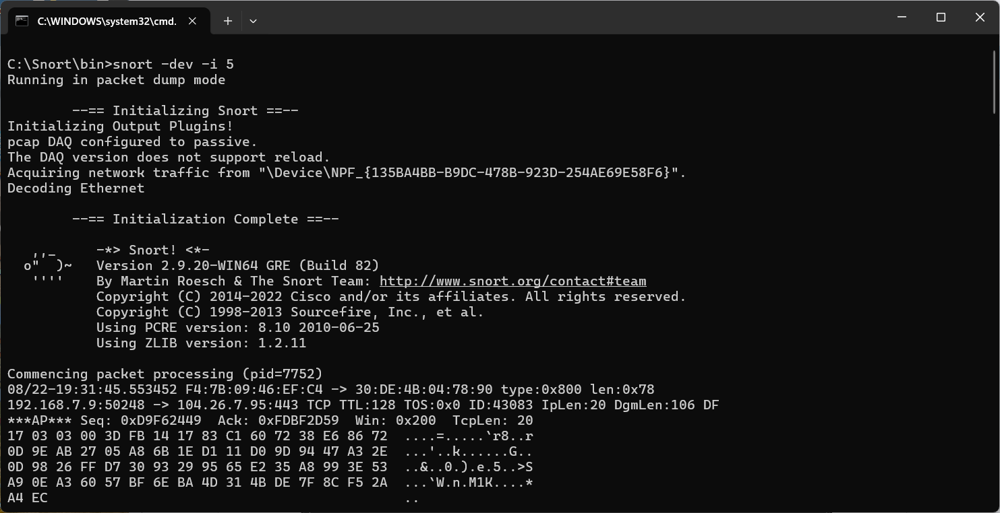 C:\WINDOWS\system32\cmd.
C:\Snort\bin>snort -dev -i 5
Running in packet dump mode
--== Initializing Snort ==--
Initializing Output Plugins!
pcap DAQ configured to passive.
The DAQ version does not support reload.
Acquiring network traffic from "\Device\NPF_{135BA4BB-B9DC-478B-923D-254AE69E58F6}".
Decoding Ethernet
--== Initialization Complete ==--
,,_     -*> Snort! <*-
o"  )~   Version 2.9.20-WIN64 GRE (Build 82)
''''    By Martin Roesch & The Snort Team: http://www.snort.org/contact#team
Copyright (C) 2014-2022 Cisco and/or its affiliates. All rights reserved.
Copyright (C) 1998-2013 Sourcefire, Inc., et al.
Using PCRE version: 8.10 2010-06-25
Using ZLIB version: 1.2.11
Commencing packet processing (pid=7752)
08/22-19:31:45.553452 F4:7B:09:46:EF:C4 -> 30:DE:4B:04:78:90 type:0x800 len:0x78
192.168.7.9:50248 -> 104.26.7.95:443 TCP TTL:128 TOS:0x0 ID:43083 IpLen:20 DgmLen:106 DF
***AP*** Seq: 0xD9F62449  Ack: 0xFDBF2D59  Win: 0x200  TcpLen: 20
17 03 03 00 3D FB 14 17 83 C1 60 72 38 E6 86 72  ....=.....`r8..r
0D 9E AB 27 05 A8 6B 1E D1 11 D0 9D 94 47 A3 2E  ...'..k......G..
0D 98 26 FF D7 30 93 29 95 65 E2 35 A8 99 3E 53  ..&..0.).e.5..>S
A9 0E A3 60 57 BF 6E BA 4D 31 4B DE 7F 8C F5 2A  ...`W.n.M1K....*
A4 EC                                            ..